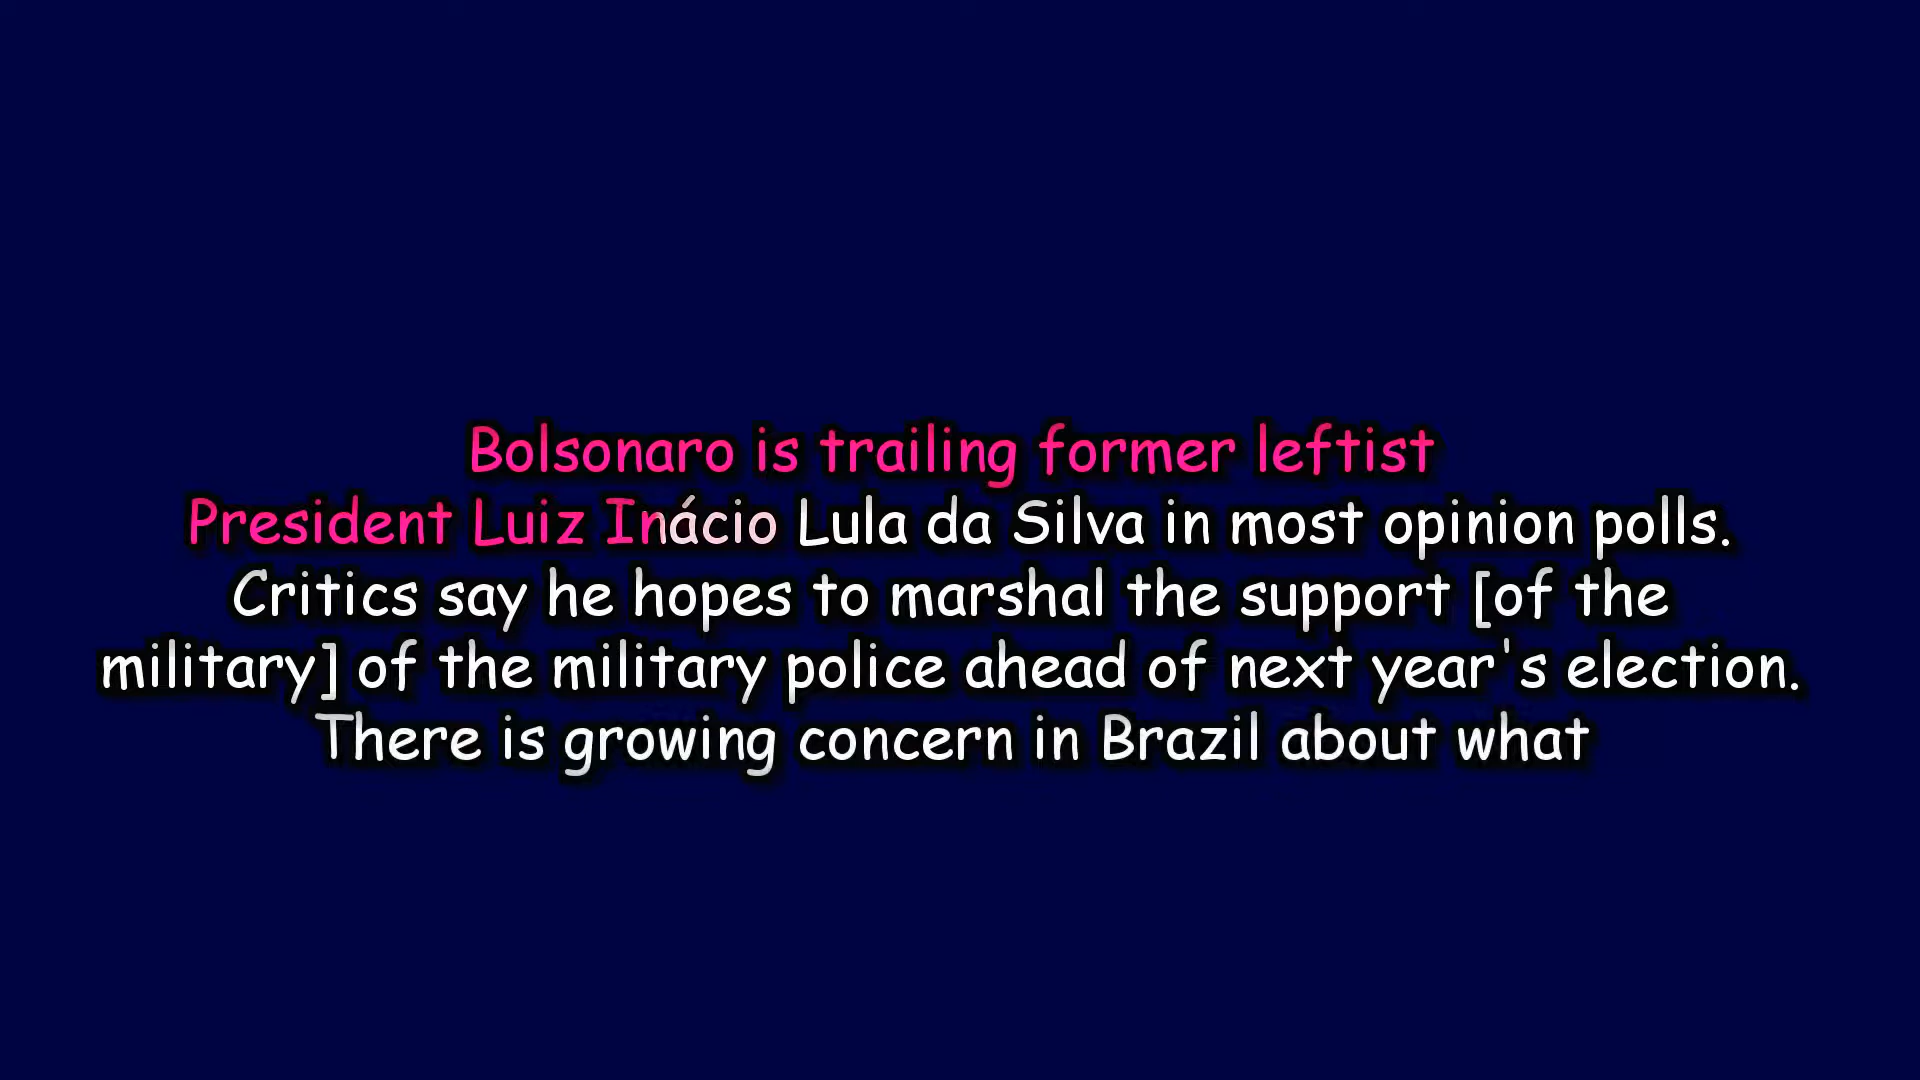 Bolsonaro is trailing former leftist
President Luiz Inácio Lula da Silva in most opinion polls.
Critics say he hopes to marshal the support [of the
military] of the military police ahead of next year's election.
There is growing concern in Brazil about what